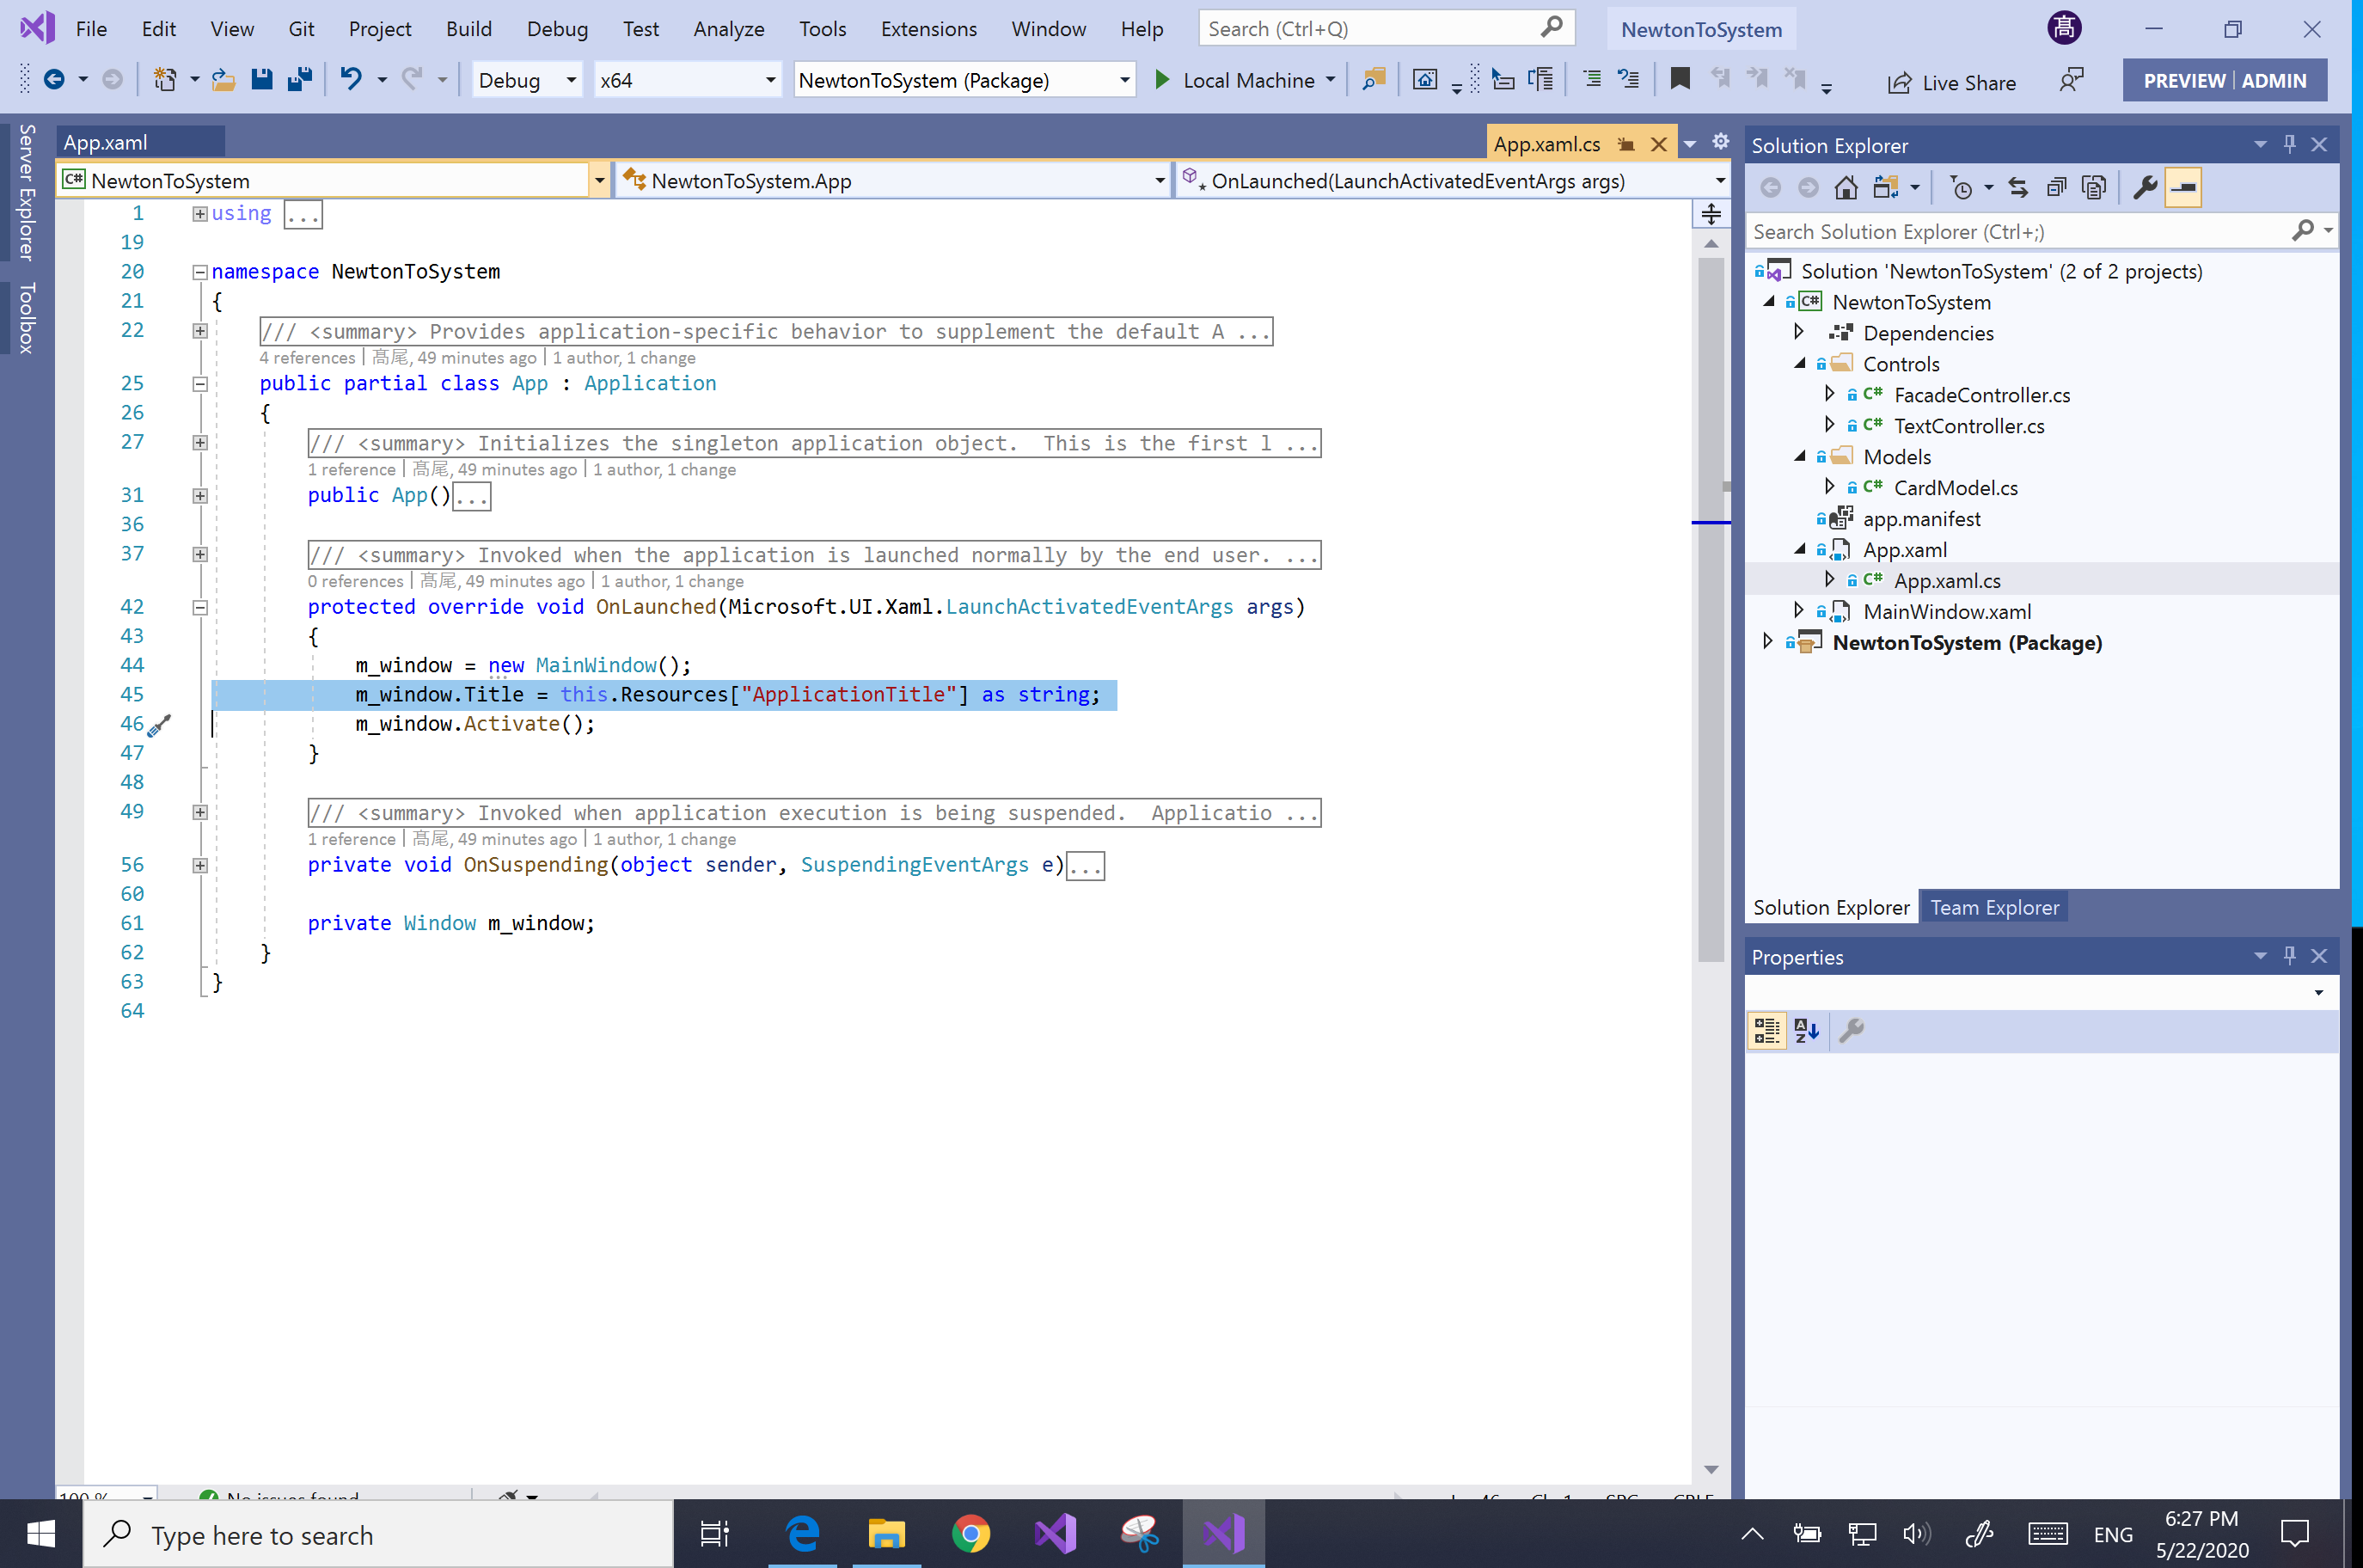 File Edit View Git Project Build Debug Test Analyze Tools Extensions Window Help Search (Ctrl+Q) NewtonToSystem 髙
Debug x64 NewtonToSystem (Package) Local Machine Live Share PREVIEW ADMIN
Server Explorer
Toolbox
App.xaml
App.xaml.cs
C# NewtonToSystem
NewtonToSystem.App
OnLaunched(LaunchActivatedEventArgs args)
1 using ...
19
20 namespace NewtonToSystem
21 {
22 /// <summary> Provides application-specific behavior to supplement the default A ...
4 references | 髙尾, 49 minutes ago | 1 author, 1 change
25 public partial class App : Application
26 {
27 /// <summary> Initializes the singleton application object.  This is the first l ...
1 reference | 髙尾, 49 minutes ago | 1 author, 1 change
31 public App()...
36
37 /// <summary> Invoked when the application is launched normally by the end user. ...
0 references | 髙尾, 49 minutes ago | 1 author, 1 change
42 protected override void OnLaunched(Microsoft.UI.Xaml.LaunchActivatedEventArgs args)
43 {
44 m_window = new MainWindow();
45 m_window.Title = this.Resources["ApplicationTitle"] as string;
46 m_window.Activate();
47 }
48
49 /// <summary> Invoked when application execution is being suspended.  Applicatio ...
1 reference | 髙尾, 49 minutes ago | 1 author, 1 change
56 private void OnSuspending(object sender, SuspendingEventArgs e)...
60
61 private Window m_window;
62 }
63 }
64
100 % No issues found
Solution Explorer
Search Solution Explorer (Ctrl+;)
Solution 'NewtonToSystem' (2 of 2 projects)
C# NewtonToSystem
Dependencies
Controls
C# FacadeController.cs
C# TextController.cs
Models
C# CardModel.cs
app.manifest
App.xaml
C# App.xaml.cs
MainWindow.xaml
NewtonToSystem (Package)
Solution Explorer Team Explorer
Properties
Type here to search
ENG
6:27 PM
5/22/2020